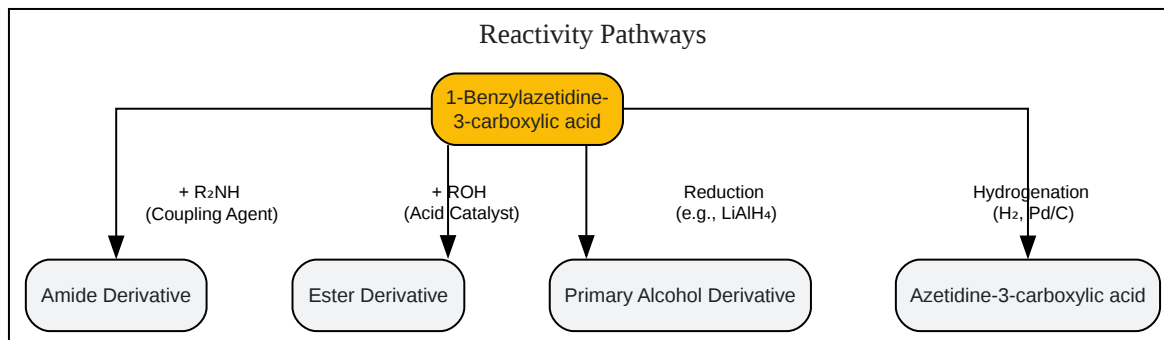 Reactivity Pathways
1-Benzylazetidine-
3-carboxylic acid
+ R₂NH
(Coupling Agent)
+ ROH
(Acid Catalyst)
Reduction
(e.g., LiAlH₄)
Hydrogenation
(H₂, Pd/C)
Amide Derivative
Ester Derivative
Primary Alcohol Derivative
Azetidine-3-carboxylic acid